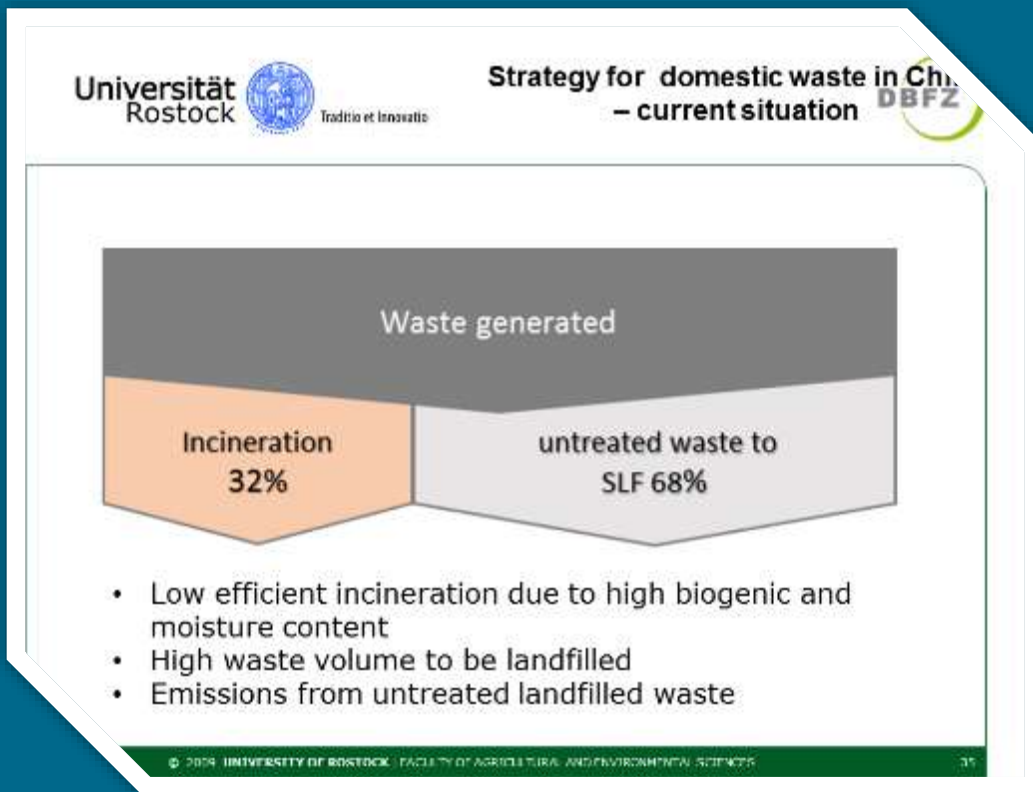 Universität
Rostock
Traditio et Innovatio
Strategy for domestic waste in
– current situation
DBFZ
Waste generated
Incineration
32%
untreated waste to
SLF 68%
• Low efficient incineration due to high biogenic and
moisture content
• High waste volume to be landfilled
• Emissions from untreated landfilled waste
© 2009 UNIVERSITY OF ROSTOCK | FACULTY OF AGRICULTURAL AND ENVIRONMENTAL SCIENCES
35